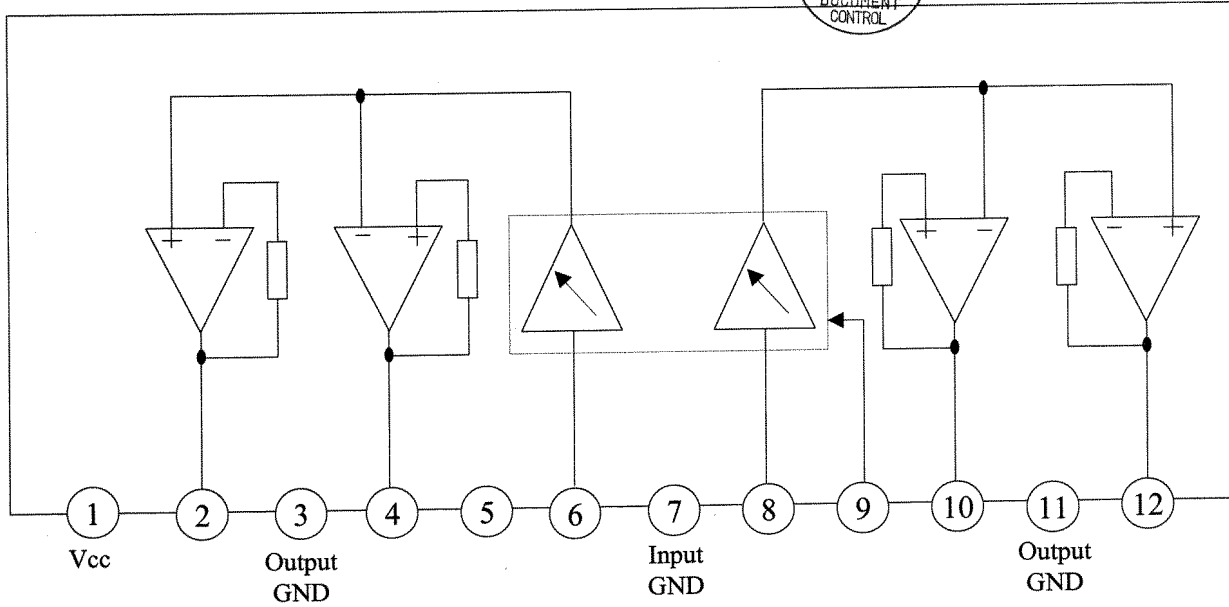 DOCUMENT
CONTROL
+ − − + + − − +
1 2 3 4 5 6 7 8 9 10 11 12
Vcc Output Input Output
GND GND GND